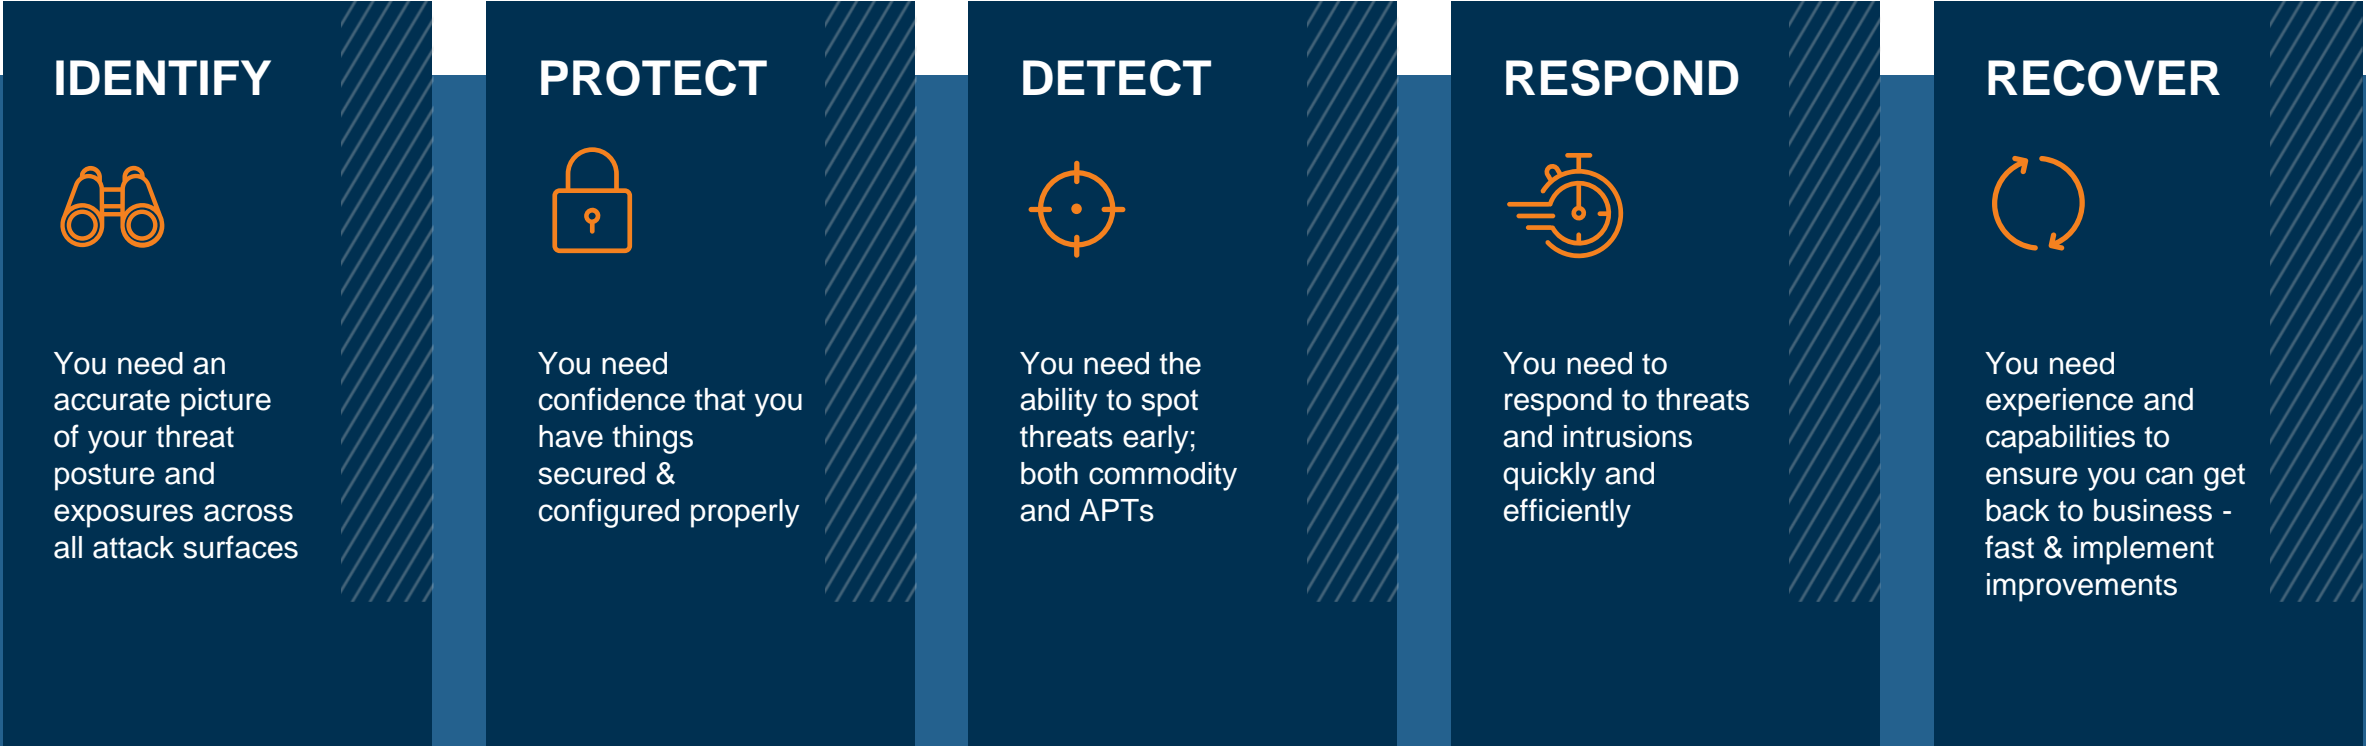 IDENTIFY
You need an
accurate picture
of your threat
posture and
exposures across
all attack surfaces
PROTECT
You need
confidence that you
have things
secured &
configured properly
DETECT
You need the
ability to spot
threats early;
both commodity
and APTs
RESPOND
You need to
respond to threats
and intrusions
quickly and
efficiently
RECOVER
You need
experience and
capabilities to
ensure you can get
back to business -
fast & implement
improvements